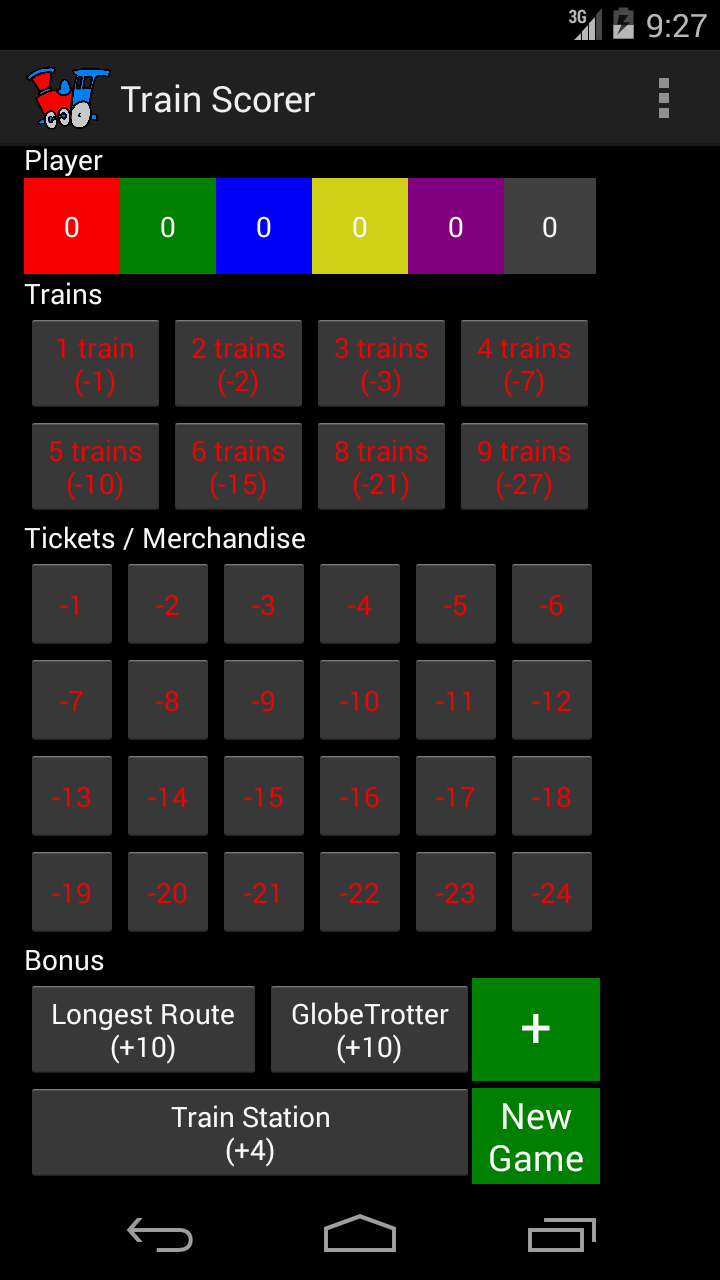 3G 9:27
Train Scorer
Player
0 0 0 0 0 0
Trains
1 train 2 trains 3 trains 4 trains
(-1) (-2) (-3) (-7)
5 trains 6 trains 8 trains 9 trains
(-10) (-15) (-21) (-27)
Tickets / Merchandise
-1 -2 -3 -4 -5 -6
-7 -8 -9 -10 -11 -12
-13 -14 -15 -16 -17 -18
-19 -20 -21 -22 -23 -24
Bonus
Longest Route GlobeTrotter +
(+10) (+10)
Train Station New
(+4) Game